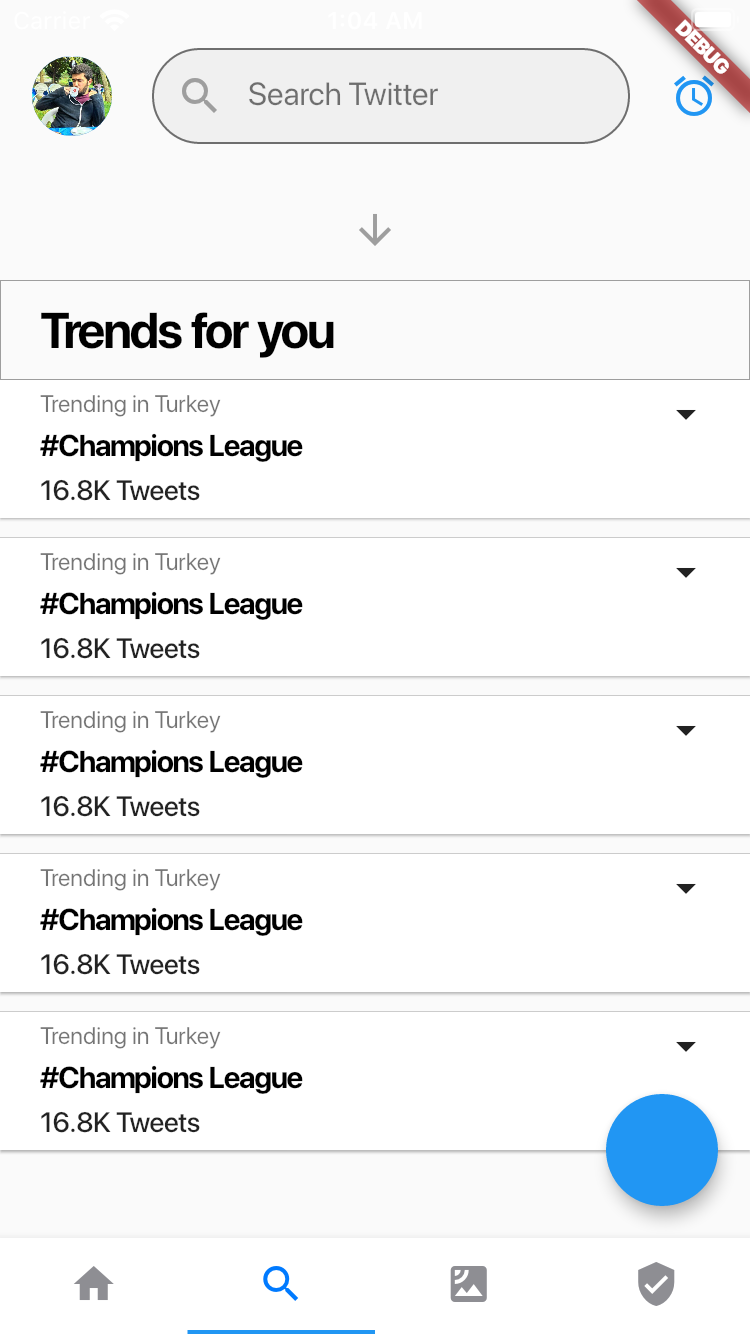 Carrier
1:04 AM
DEBUG
Search Twitter
Trends for you
Trending in Turkey
#Champions League
16.8K Tweets
Trending in Turkey
#Champions League
16.8K Tweets
Trending in Turkey
#Champions League
16.8K Tweets
Trending in Turkey
#Champions League
16.8K Tweets
Trending in Turkey
#Champions League
16.8K Tweets